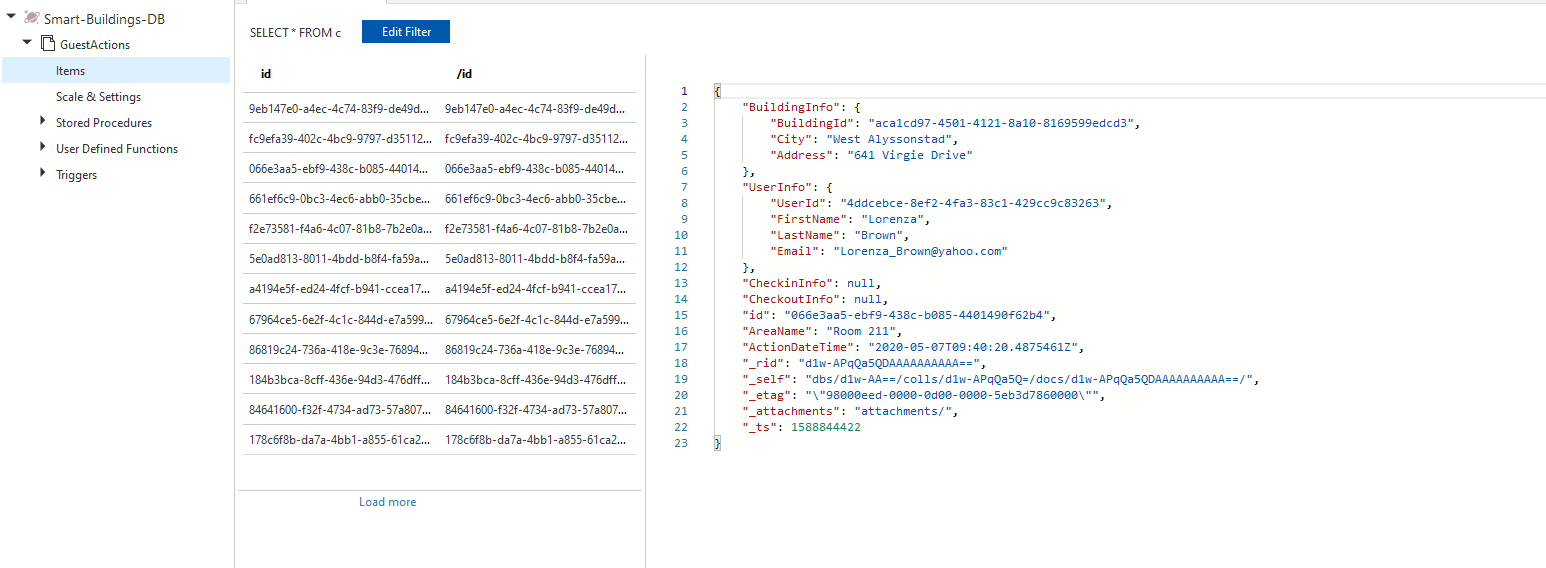 Smart-Buildings-DB
GuestActions
Items
Scale & Settings
Stored Procedures
User Defined Functions
Triggers
SELECT * FROM c
Edit Filter
id /id
9eb147e0-a4ec-4c74-83f9-de49d... 9eb147e0-a4ec-4c74-83f9-de49d...
fc9efa39-402c-4bc9-9797-d35112... fc9efa39-402c-4bc9-9797-d35112...
066e3aa5-ebf9-438c-b085-44014... 066e3aa5-ebf9-438c-b085-44014...
661ef6c9-0bc3-4ec6-abb0-35cbe... 661ef6c9-0bc3-4ec6-abb0-35cbe...
f2e73581-f4a6-4c07-81b8-7b2e0a... f2e73581-f4a6-4c07-81b8-7b2e0a...
5e0ad813-8011-4bdd-b8f4-fa59a... 5e0ad813-8011-4bdd-b8f4-fa59a...
a4194e5f-ed24-4fcf-b941-ccea17... a4194e5f-ed24-4fcf-b941-ccea17...
67964ce5-6e2f-4c1c-844d-e7a599... 67964ce5-6e2f-4c1c-844d-e7a599...
86819c24-736a-418e-9c3e-76894... 86819c24-736a-418e-9c3e-76894...
184b3bca-8cff-436e-94d3-476dff... 184b3bca-8cff-436e-94d3-476dff...
84641600-f32f-4734-ad73-57a807... 84641600-f32f-4734-ad73-57a807...
178c6f8b-da7a-4bb1-a855-61ca2... 178c6f8b-da7a-4bb1-a855-61ca2...
Load more
1 {
2 "BuildingInfo": {
3 "BuildingId": "aca1cd97-4501-4121-8a10-8169599edcd3",
4 "City": "West Alyssonstad",
5 "Address": "641 Virgie Drive"
6 },
7 "UserInfo": {
8 "UserId": "4ddcebce-8ef2-4fa3-83c1-429cc9c83263",
9 "FirstName": "Lorenza",
10 "LastName": "Brown",
11 "Email": "Lorenza_Brown@yahoo.com"
12 },
13 "CheckinInfo": null,
14 "CheckoutInfo": null,
15 "id": "066e3aa5-ebf9-438c-b085-4401490f62b4",
16 "AreaName": "Room 211",
17 "ActionDateTime": "2020-05-07T09:40:20.4875461Z",
18 "_rid": "d1w-APqQa5QDAAAAAAAAAA==",
19 "_self": "dbs/d1w-AA==/colls/d1w-APqQa5Q=/docs/d1w-APqQa5QDAAAAAAAAAA==/",
20 "_etag": "\"98000eed-0000-0d00-0000-5eb3d7860000\"",
21 "_attachments": "attachments/",
22 "_ts": 1588844422
23 }